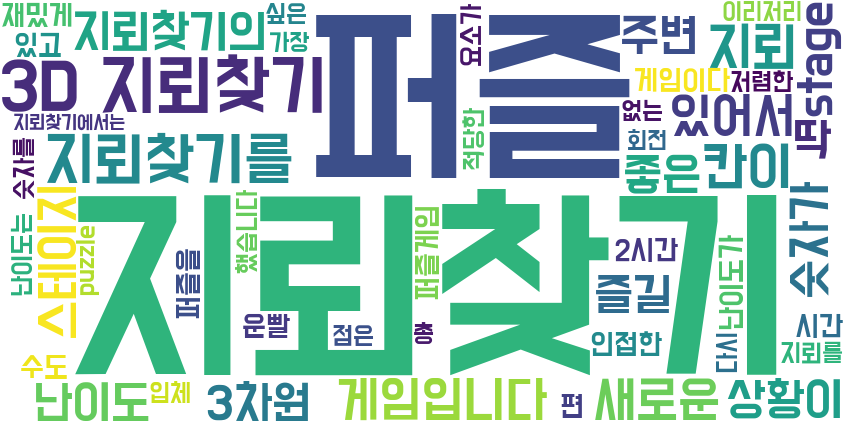 재밌게
싶은
있고
지뢰찾기의
가장
요소가
주변
이리저리
지뢰
stage
3D
지뢰찾기
퍼즐
게임이다
저렴한
지뢰찾기에서는
없는
있어서
딱
숫자를
지뢰찾기를
적당한
회전
좋은
칸이
난이도는
스테이지
puzzle
지뢰찾기
했습니다
퍼즐게임
퍼즐을
2시간
난이도가
숫자가
운빨
점은
총
즐길
시간
인접한
다시
지뢰를
수도
난이도
입체
3차원
게임입니다
편
새로운
상황이